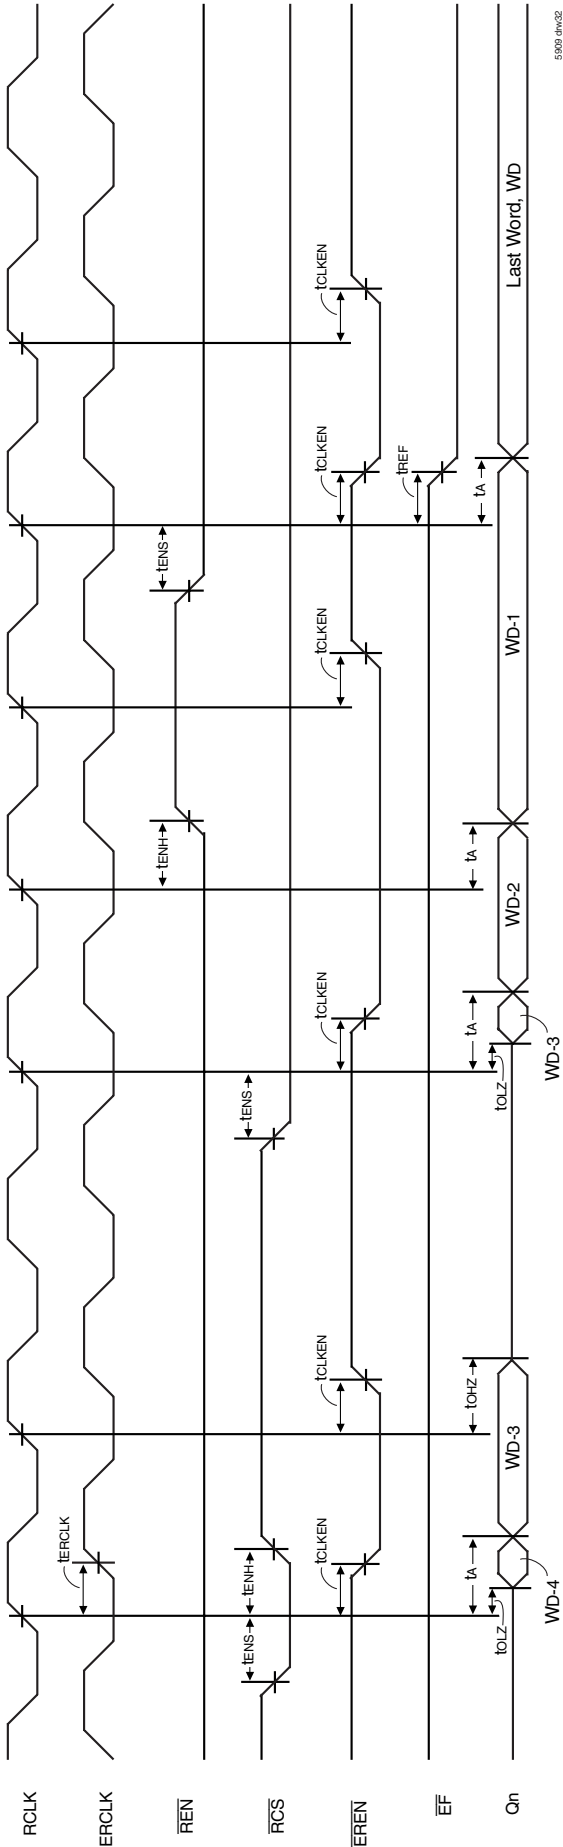 RCLK
tERCLK
ERCLK
tENH
tENS
REN
tENS
tENH
tENS
RCS
tCLKEN
tCLKEN
tCLKEN
tCLKEN
tCLKEN
tCLKEN
EREN
tREF
EF
tA
tOHZ
tA
tA
tA
tOLZ
tOLZ
Qn
WD-3
WD-2
WD-1
Last Word, WD
WD-4
WD-3
5909 drw32